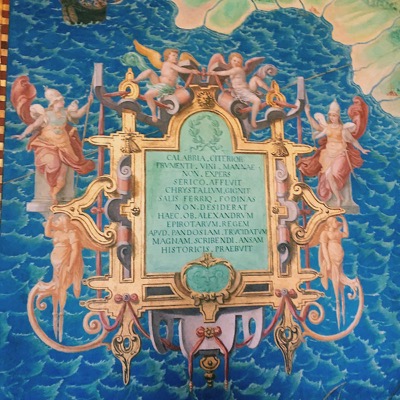 CALABRIA, CITERIOR
FRVMENTI, VINI, MANNAE
NON, EXPERS
SERICO, AFFLVIT
CHRYSTALLVM, GIGNIT
SALIS, FERRIQ, FODINAS
NON, DESIDERAT
HAEC, OB, ALEXANDRVM
EPIROTARVM, REGEM
APVD, PANDOSIAM, TRVCIDATVM
MAGNAM, SCRIBENDI, ANSAM
HISTORICIS, PRAEBVIT